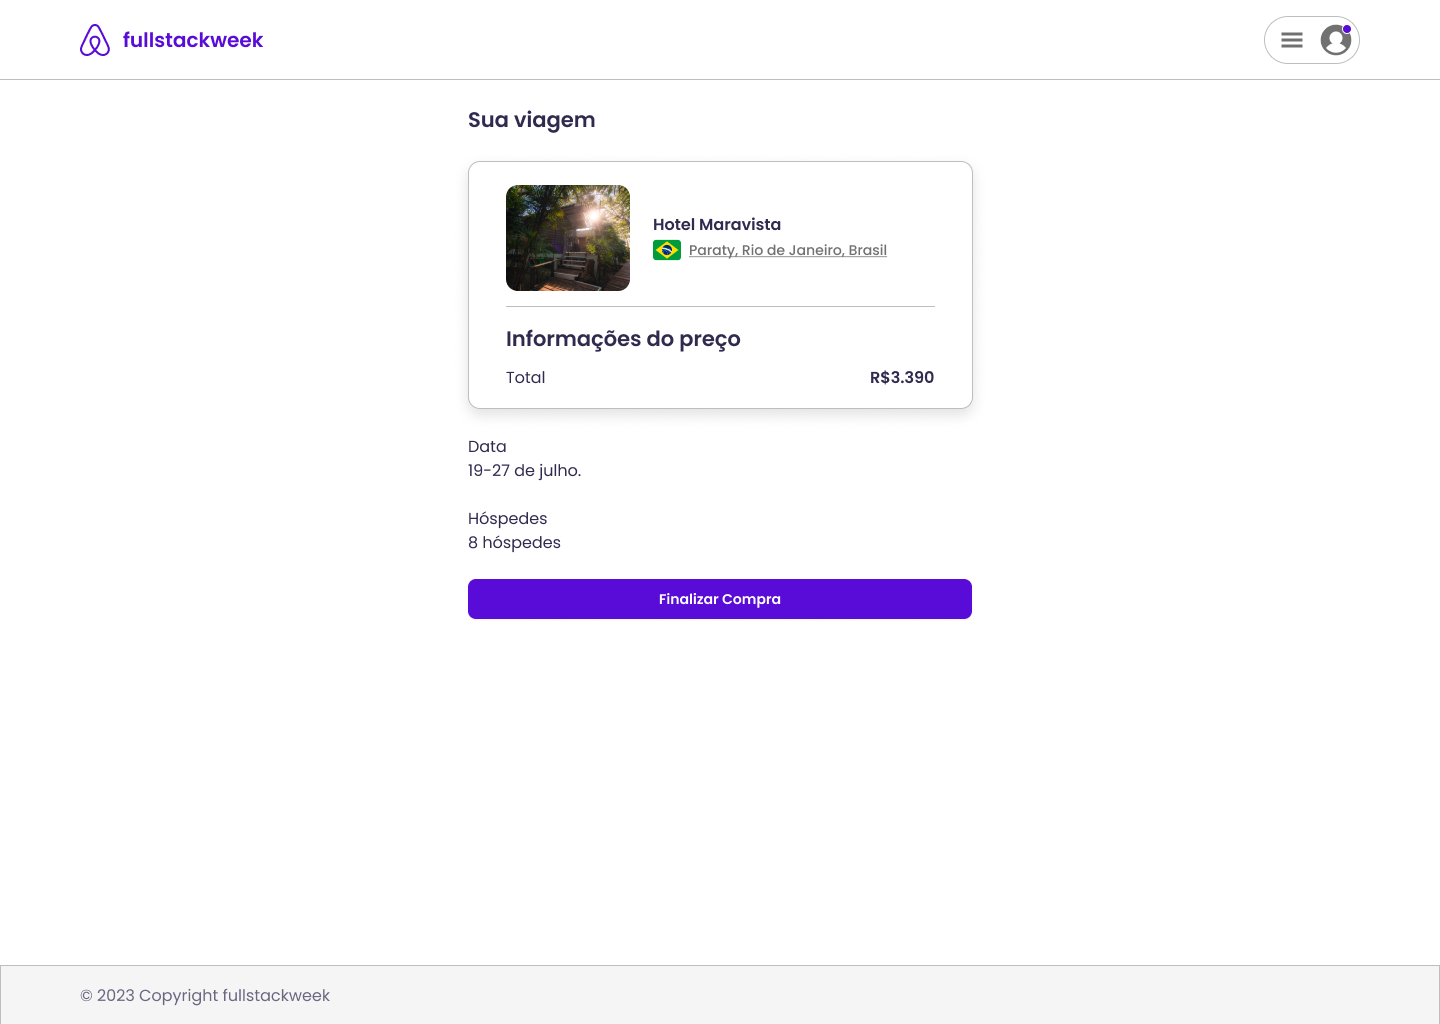 fullstackweek
Sua viagem
Hotel Maravista
Paraty, Rio de Janeiro, Brasil
Informações do preço
Total R$3.390
Data
19-27 de julho.
Hóspedes
8 hóspedes
Finalizar Compra
© 2023 Copyright fullstackweek